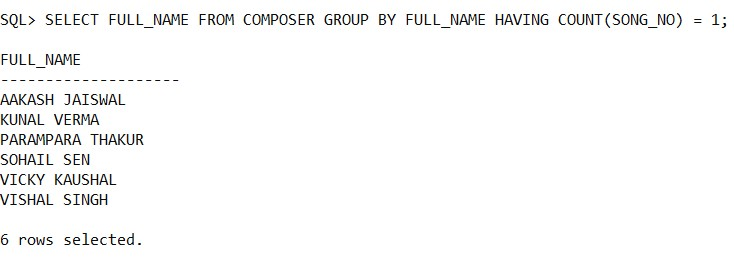 SQL> SELECT FULL_NAME FROM COMPOSER GROUP BY FULL_NAME HAVING COUNT(SONG_NO) = 1;
FULL_NAME
--------------------
AAKASH JAISWAL
KUNAL VERMA
PARAMPARA THAKUR
SOHAIL SEN
VICKY KAUSHAL
VISHAL SINGH
6 rows selected.